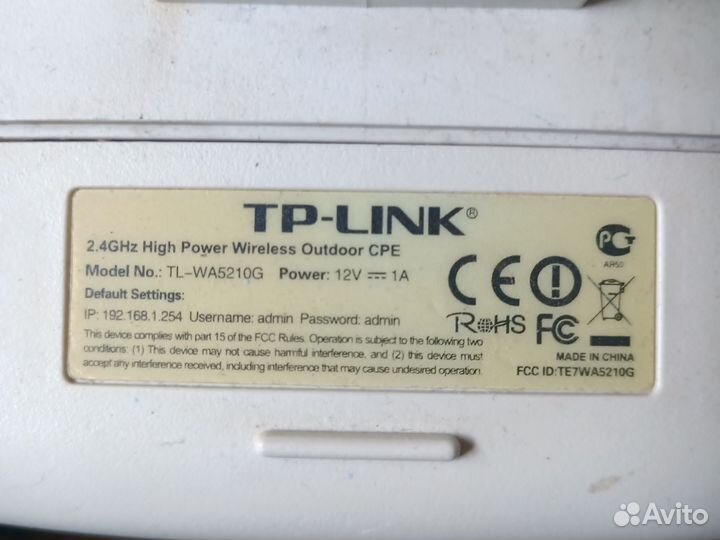 TP-LINK®
2.4GHz High Power Wireless Outdoor CPE
Model No.: TL-WA5210G Power: 12V ⎓ 1A
Default Settings:
IP: 192.168.1.254 Username: admin Password: admin
This device complies with part 15 of the FCC Rules. Operation is subject to the following two
conditions: (1) This device may not cause harmful interference, and (2) this device must
accept any interference received, including interference that may cause undesired operation.
CE
RoHS FC
MADE IN CHINA
FCC ID:TE7WA5210G
Avito